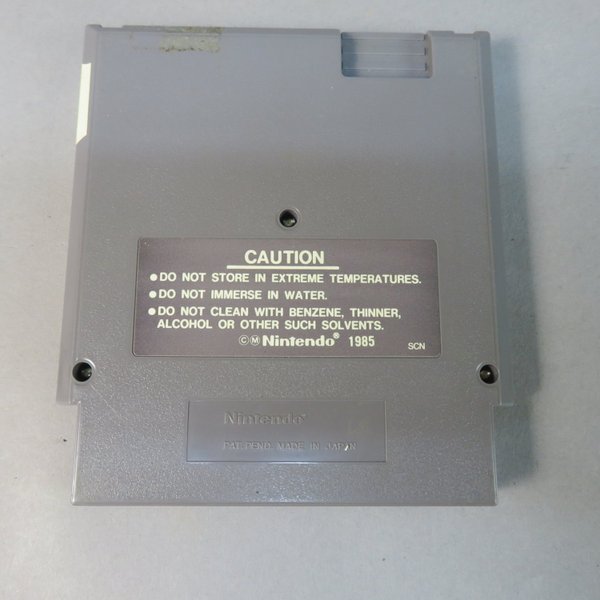 CAUTION
●DO NOT STORE IN EXTREME TEMPERATURES.
●DO NOT IMMERSE IN WATER.
●DO NOT CLEAN WITH BENZENE, THINNER,
ALCOHOL OR OTHER SUCH SOLVENTS.
©Ⓜ Nintendo® 1985 SCN
Nintendo®
PAT. PEND. MADE IN JAPAN